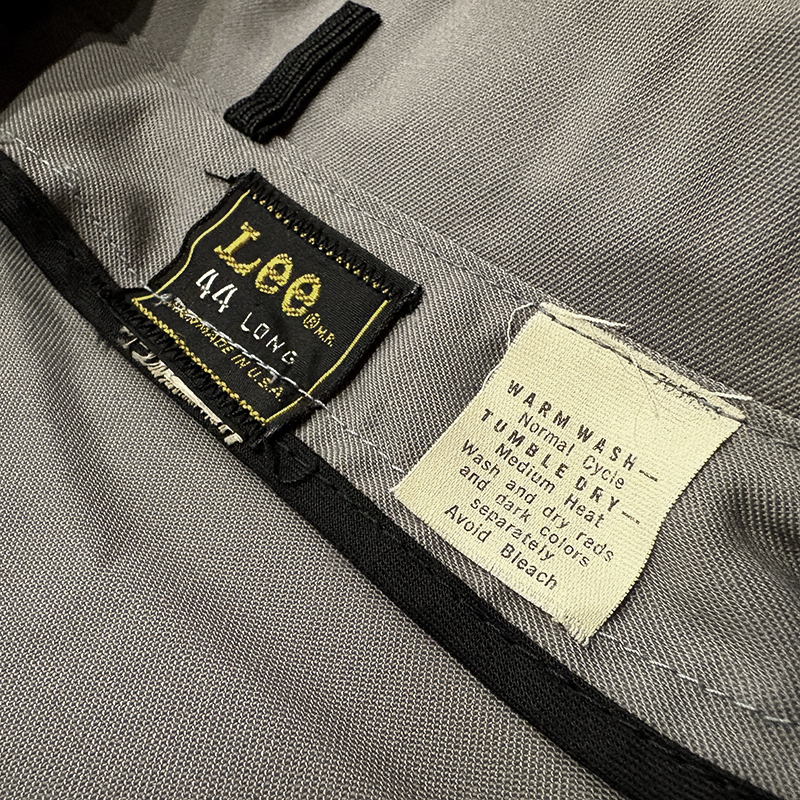 Lee ® M.R.
44 LONG
MADE IN U.S.A.
WARM WASH—
Normal Cycle
TUMBLE DRY—
Medium Heat
Wash and dry reds
and dark colors
separately
Avoid Bleach